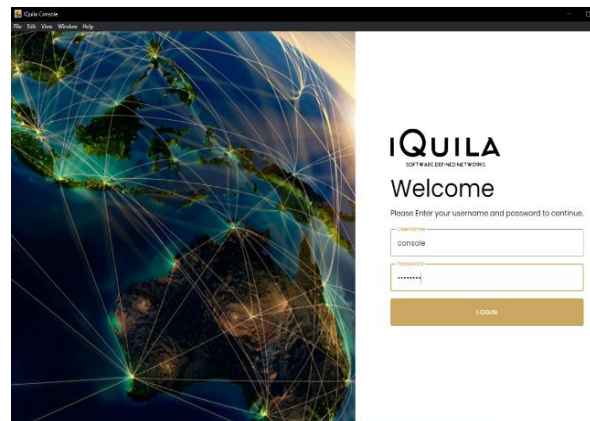 iQuila Console
File Edit View Window Help
IQUILA
SOFTWARE DEFINED NETWORKS
Welcome
Please Enter your username and password to continue.
Username
console
Password
••••••••
LOGIN